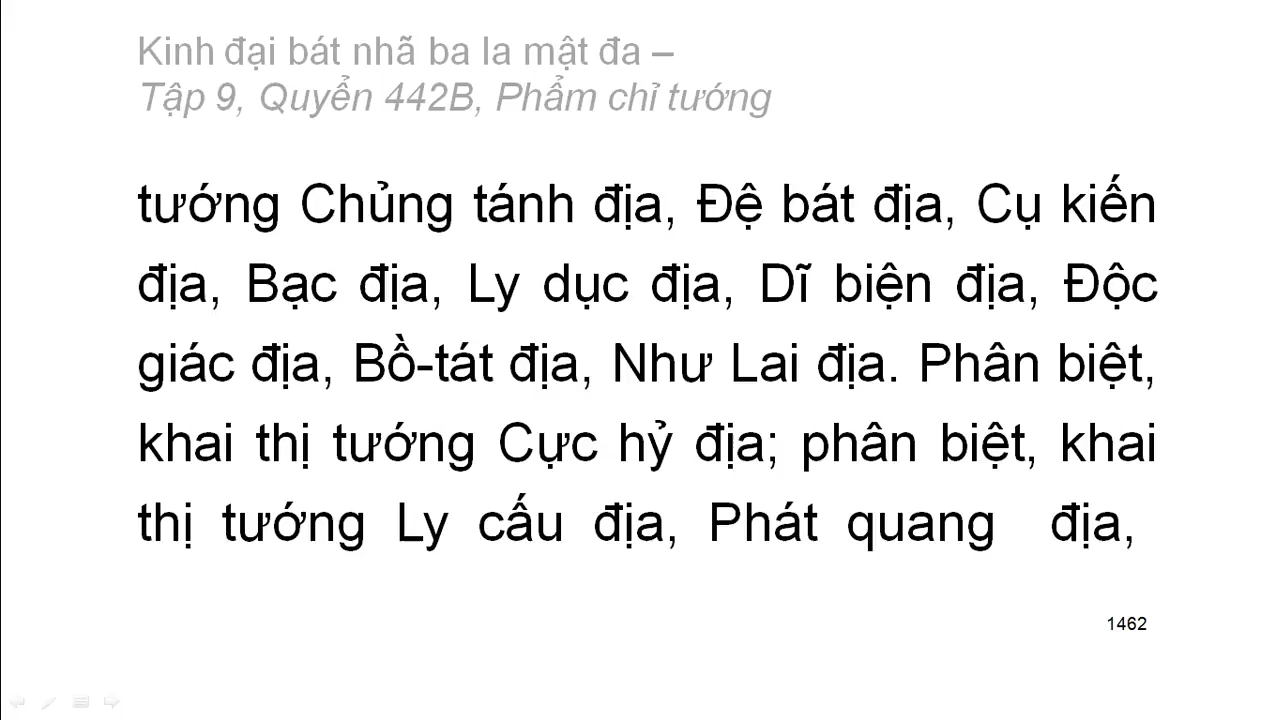 Kinh đại bát nhã ba la mật đa –
Tập 9, Quyển 442B, Phẩm chỉ tướng
tướng Chủng tánh địa, Đệ bát địa, Cụ kiến
địa, Bạc địa, Ly dục địa, Dĩ biện địa, Độc
giác địa, Bồ-tát địa, Như Lai địa. Phân biệt,
khai thị tướng Cực hỷ địa; phân biệt, khai
thị tướng Ly cấu địa, Phát quang địa,
1462